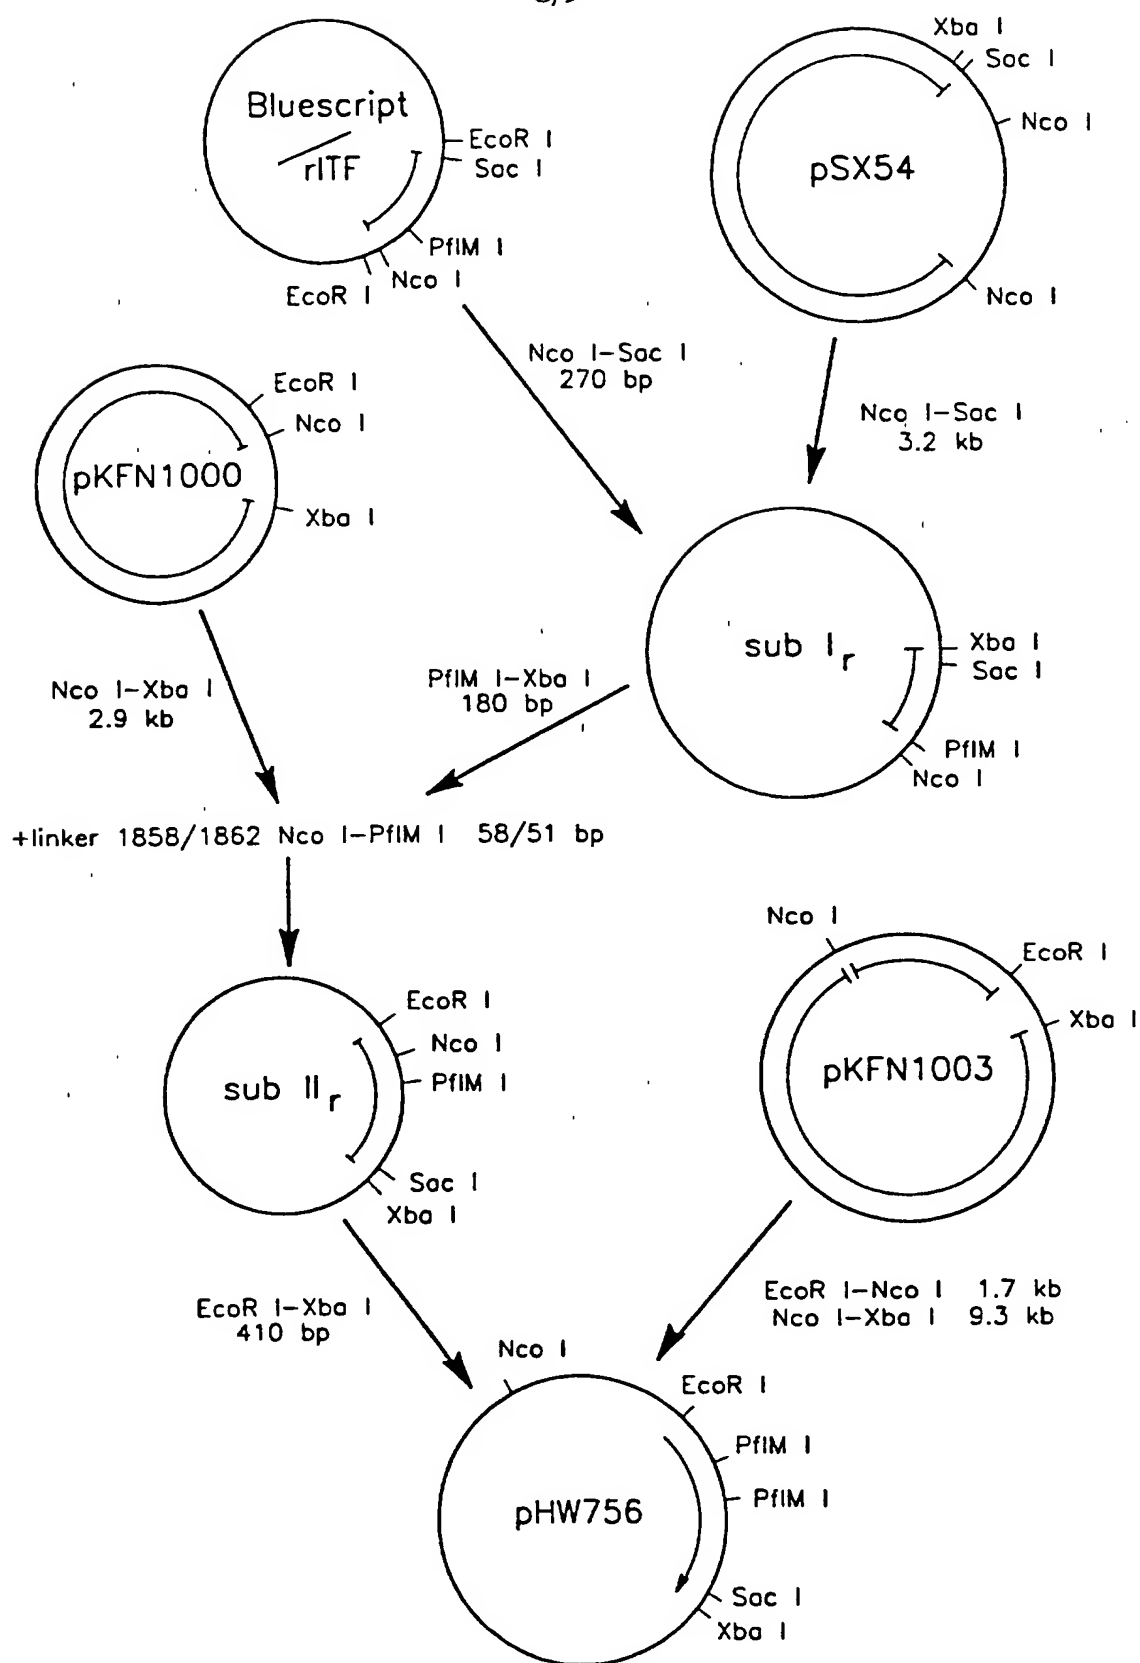 Bluescript
rITF
EcoR I
Sac I
PflM I
Nco I
EcoR I
Xba I
Sac I
Nco I
pSX54
Nco I
Nco I-Sac I
270 bp
Nco I-Sac I
3.2 kb
EcoR I
Nco I
pKFN1000
Xba I
Nco I-Xba I
2.9 kb
PflM I-Xba I
180 bp
sub Ir
Xba I
Sac I
PflM I
Nco I
+linker 1858/1862 Nco I-PflM I 58/51 bp
EcoR I
Nco I
PflM I
sub IIr
Sac I
Xba I
Nco I
EcoR I
Xba I
pKFN1003
EcoR I-Xba I
410 bp
EcoR I-Nco I 1.7 kb
Nco I-Xba I 9.3 kb
Nco I
EcoR I
PflM I
PflM I
pHW756
Sac I
Xba I